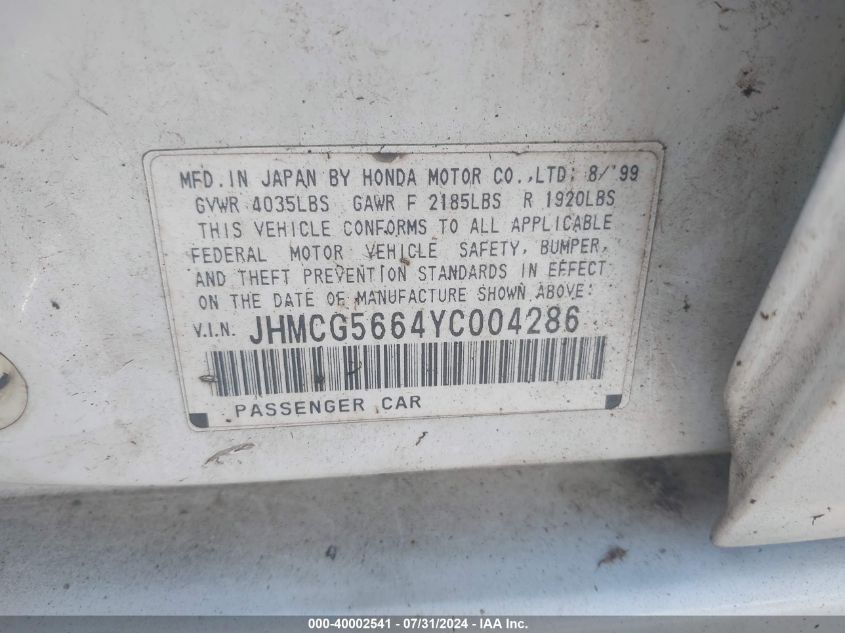 MFD. IN JAPAN BY HONDA MOTOR CO., LTD: 8/'99
GVWR 4035LBS GAWR F 2185LBS R 1920LBS
THIS VEHICLE CONFORMS TO ALL APPLICABLE
FEDERAL MOTOR VEHICLE SAFETY, BUMPER,
AND THEFT PREVENTION STANDARDS IN EFFECT
ON THE DATE OF MANUFACTURE SHOWN ABOVE:
V.I.N. JHMCG5664YC004286
PASSENGER CAR
000-40002541 - 07/31/2024 - IAA Inc.